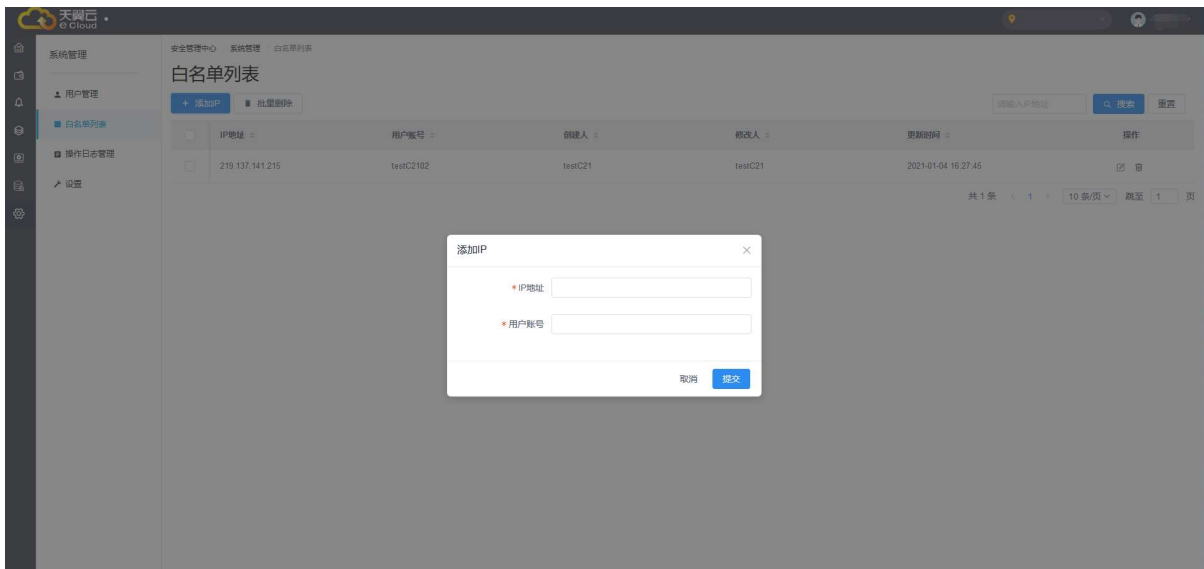 天翼云
e Cloud
系统管理
用户管理
白名单列表
操作日志管理
设置
安全管理中心 系统管理 白名单列表
白名单列表
+ 添加IP
批量删除
请输入IP地址
搜索
重置
IP地址 用户账号 创建人 修改人 更新时间 操作
219.137.141.215 testC2102 testC21 testC21 2021-01-04 16:27:45
共 1 条 < 1 > 10 条/页 跳至 1 页
添加IP
* IP地址
* 用户账号
取消
提交